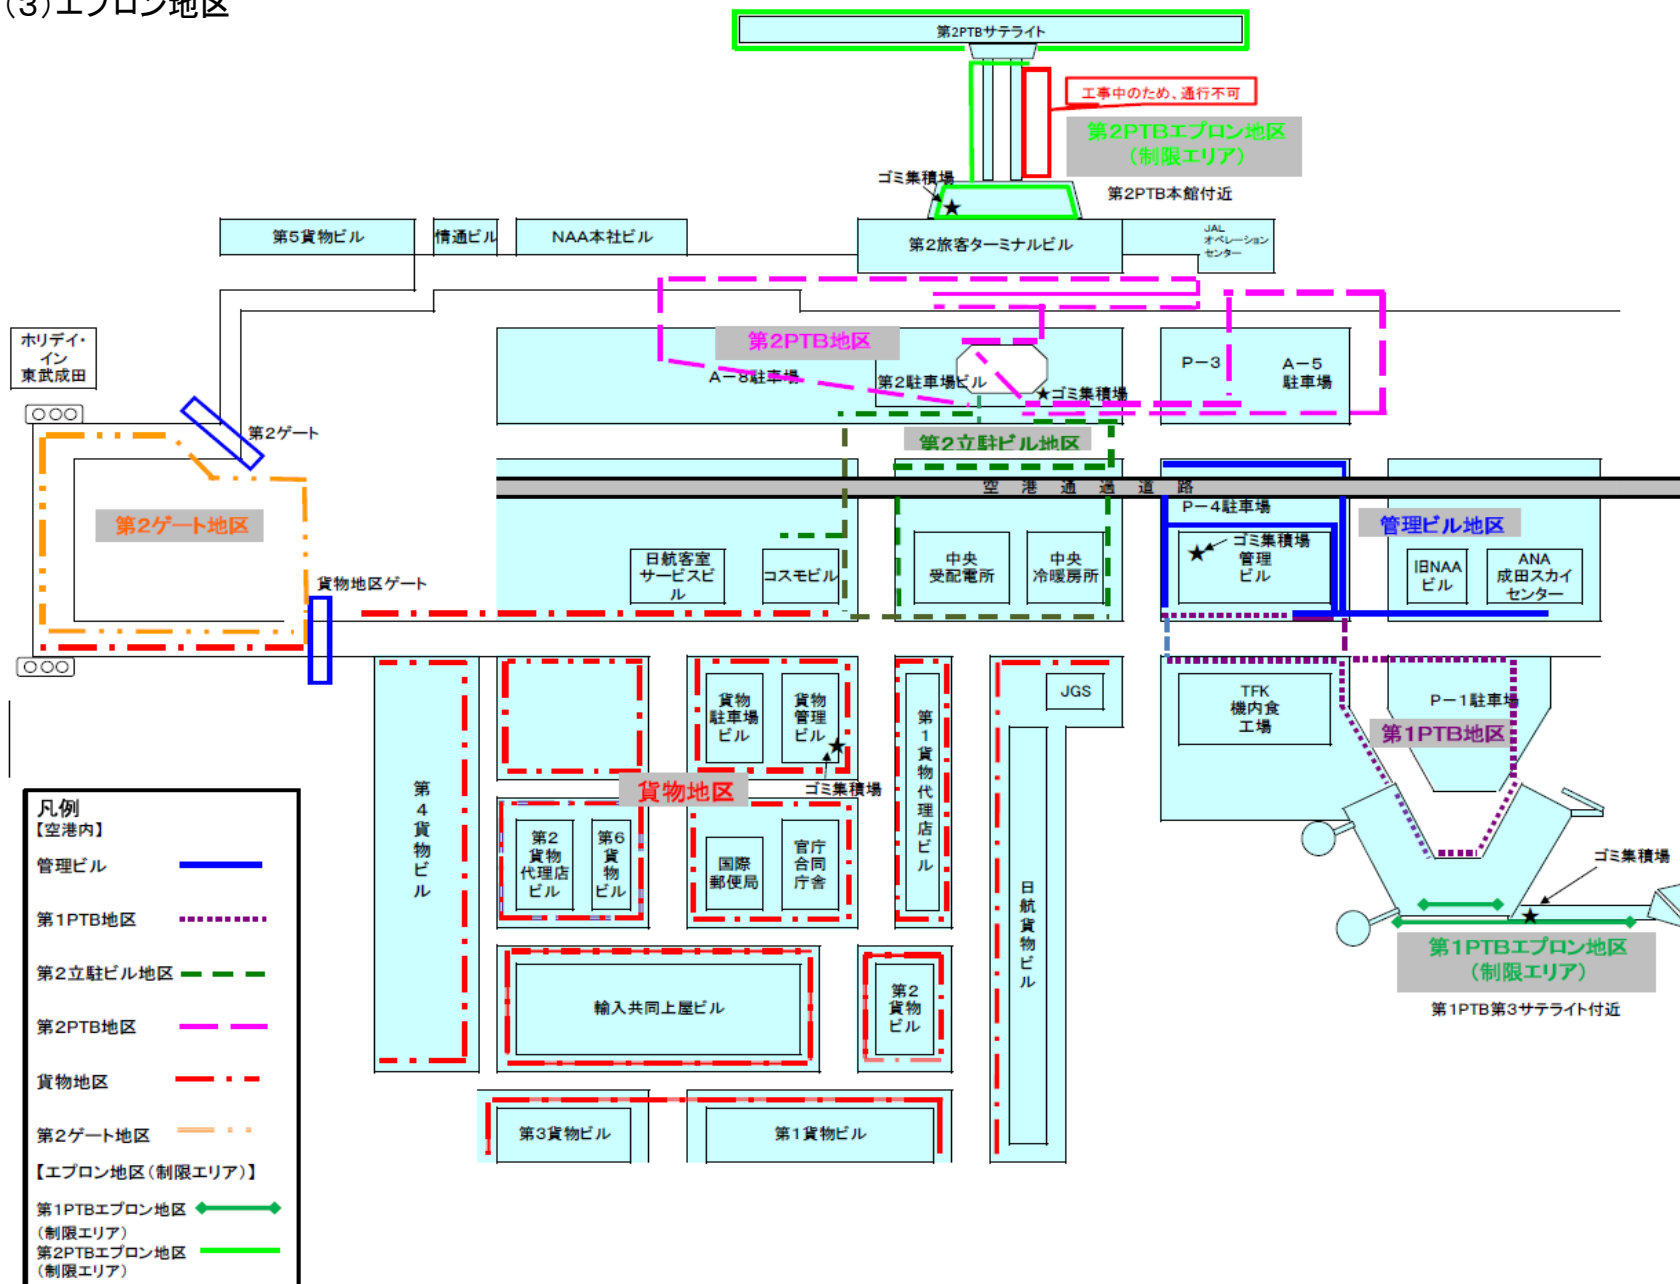 (3)エプロン地区
第2PTBサテライト
工事中のため、通行不可
第2PTBエプロン地区
(制限エリア)
ゴミ集積場
第2PTB本館付近
第5貨物ビル
情通ビル
NAA本社ビル
第2旅客ターミナルビル
JAL
オペレーション
センター
ホリデイ・
イン
東武成田
第2PTB地区
A-8駐車場
第2駐車場ビル
★ゴミ集積場
P-3
A-5
駐車場
第2ゲート
第2立駐ビル地区
空港通過道路
第2ゲート地区
P-4駐車場
管理ビル地区
ゴミ集積場
管理
ビル
日航客室
サービスビ
ル
コスモビル
中央
受配電所
中央
冷暖房所
旧NAA
ビル
ANA
成田スカイ
センター
貨物地区ゲート
貨物
駐車場
ビル
貨物
管理
ビル
第1貨物代理店ビル
JGS
TFK
機内食
工場
P-1駐車場
第1PTB地区
第4貨物ビル
貨物地区
ゴミ集積場
第2
貨物
代理店
ビル
第6
貨
物
ビル
国際
郵便局
官庁
合同
庁舎
日航貨物ビル
ゴミ集積場
第1PTBエプロン地区
(制限エリア)
第1PTB第3サテライト付近
輸入共同上屋ビル
第2
貨物
ビル
第3貨物ビル
第1貨物ビル
凡例
【空港内】
管理ビル
第1PTB地区
第2立駐ビル地区
第2PTB地区
貨物地区
第2ゲート地区
【エプロン地区(制限エリア)】
第1PTBエプロン地区
(制限エリア)
第2PTBエプロン地区
(制限エリア)